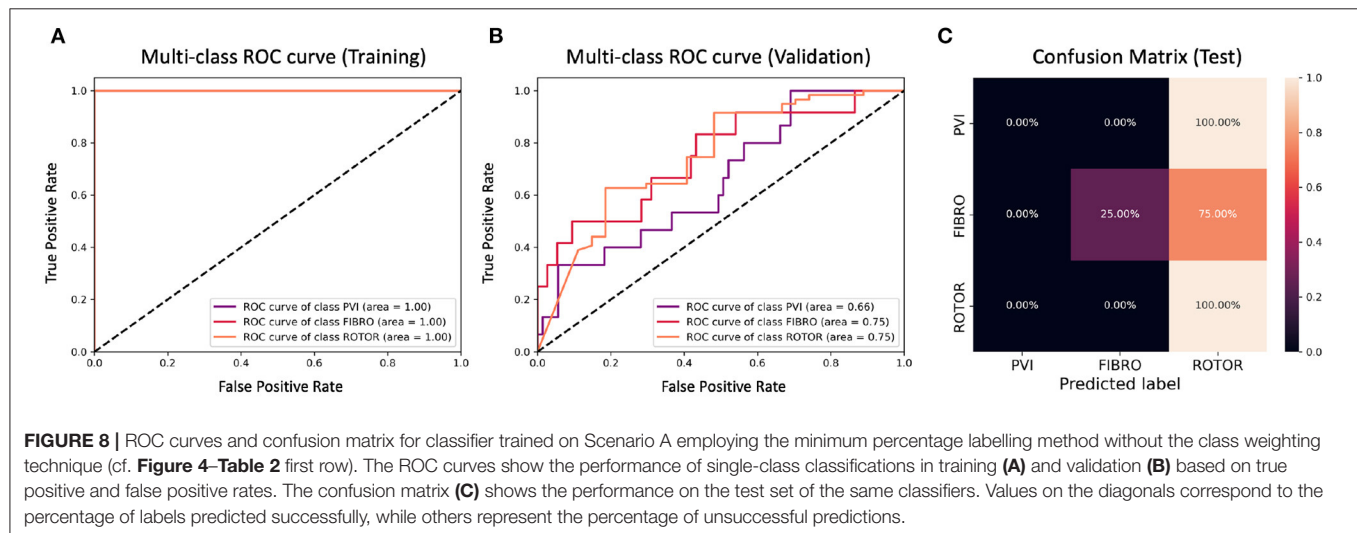 A
Multi-class ROC curve (Training)
True Positive Rate
1.0
0.8
0.6
0.4
0.2
0.0
ROC curve of class PVI (area = 1.00)
ROC curve of class FIBRO (area = 1.00)
ROC curve of class ROTOR (area = 1.00)
0.0 0.2 0.4 0.6 0.8 1.0
False Positive Rate
B
Multi-class ROC curve (Validation)
True Positive Rate
1.0
0.8
0.6
0.4
0.2
0.0
ROC curve of class PVI (area = 0.66)
ROC curve of class FIBRO (area = 0.75)
ROC curve of class ROTOR (area = 0.75)
0.0 0.2 0.4 0.6 0.8 1.0
False Positive Rate
C
Confusion Matrix (Test)
PVI
0.00% 0.00% 100.00%
FIBRO
0.00% 25.00% 75.00%
ROTOR
0.00% 0.00% 100.00%
PVI FIBRO ROTOR
Predicted label
1.0
0.8
0.6
0.4
0.2
0.0
FIGURE 8 | ROC curves and confusion matrix for classifier trained on Scenario A employing the minimum percentage labelling method without the class weighting
technique (cf. Figure 4–Table 2 first row). The ROC curves show the performance of single-class classifications in training (A) and validation (B) based on true
positive and false positive rates. The confusion matrix (C) shows the performance on the test set of the same classifiers. Values on the diagonals correspond to the
percentage of labels predicted successfully, while others represent the percentage of unsuccessful predictions.